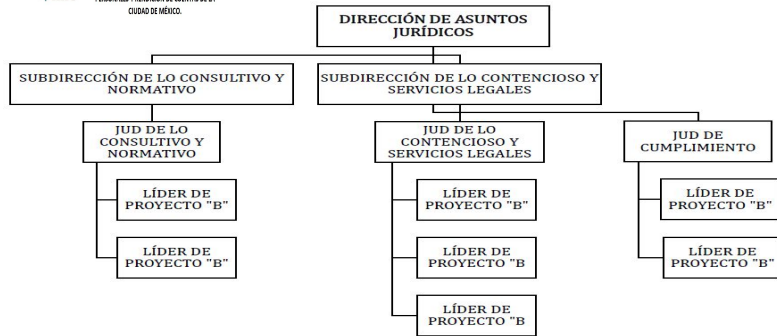 CIUDAD DE MÉXICO.
DIRECCIÓN DE ASUNTOS
JURÍDICOS
SUBDIRECCIÓN DE LO CONSULTIVO Y
NORMATIVO
SUBDIRECCIÓN DE LO CONTENCIOSO Y
SERVICIOS LEGALES
JUD DE LO
CONSULTIVO Y
NORMATIVO
JUD DE LO
CONTENCIOSO Y
SERVICIOS LEGALES
JUD DE
CUMPLIMIENTO
LÍDER DE
PROYECTO "B"
LÍDER DE
PROYECTO "B"
LÍDER DE
PROYECTO "B"
LÍDER DE
PROYECTO "B"
LÍDER DE
PROYECTO "B
LÍDER DE
PROYECTO "B"
LÍDER DE
PROYECTO "B